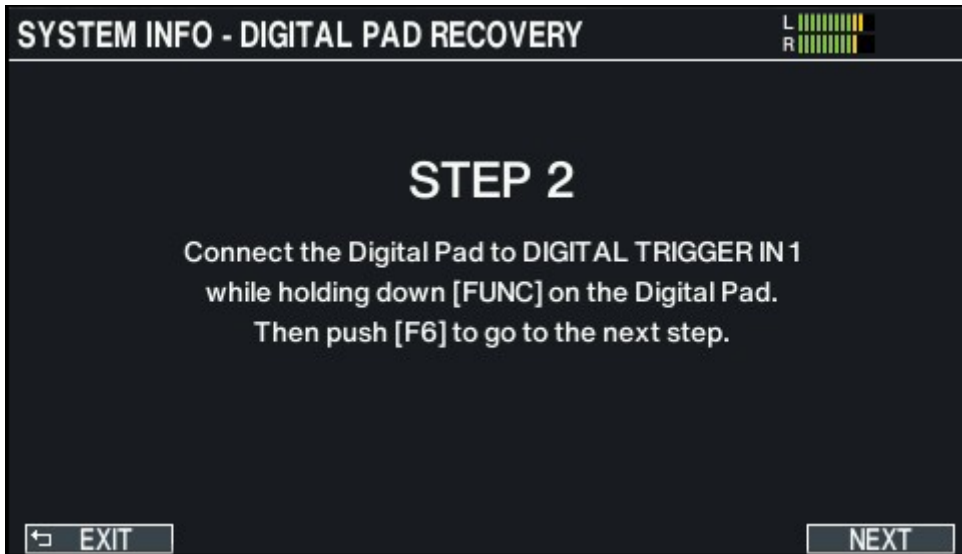 SYSTEM INFO - DIGITAL PAD RECOVERY
L
R
STEP 2
Connect the Digital Pad to DIGITAL TRIGGER IN 1
while holding down [FUNC] on the Digital Pad.
Then push [F6] to go to the next step.
EXIT
NEXT